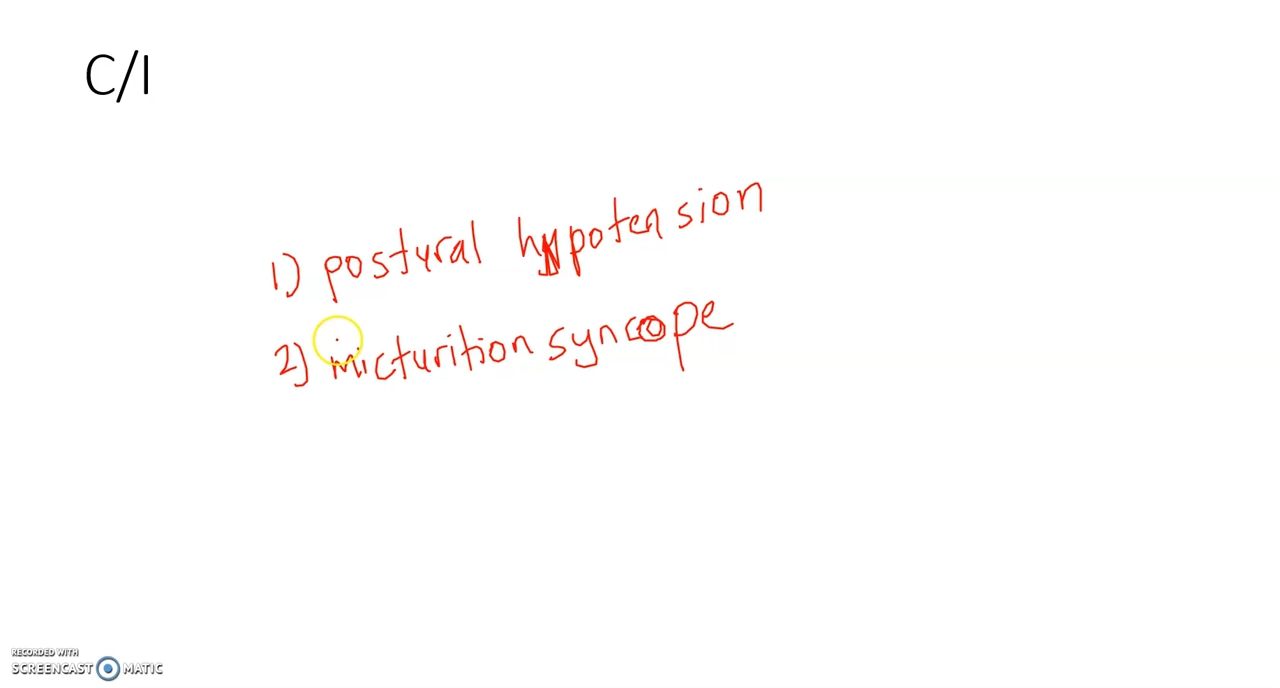 C/I
1) postural hypotension
2) micturition syncope
RECORDED WITH
SCREENCAST MATIC